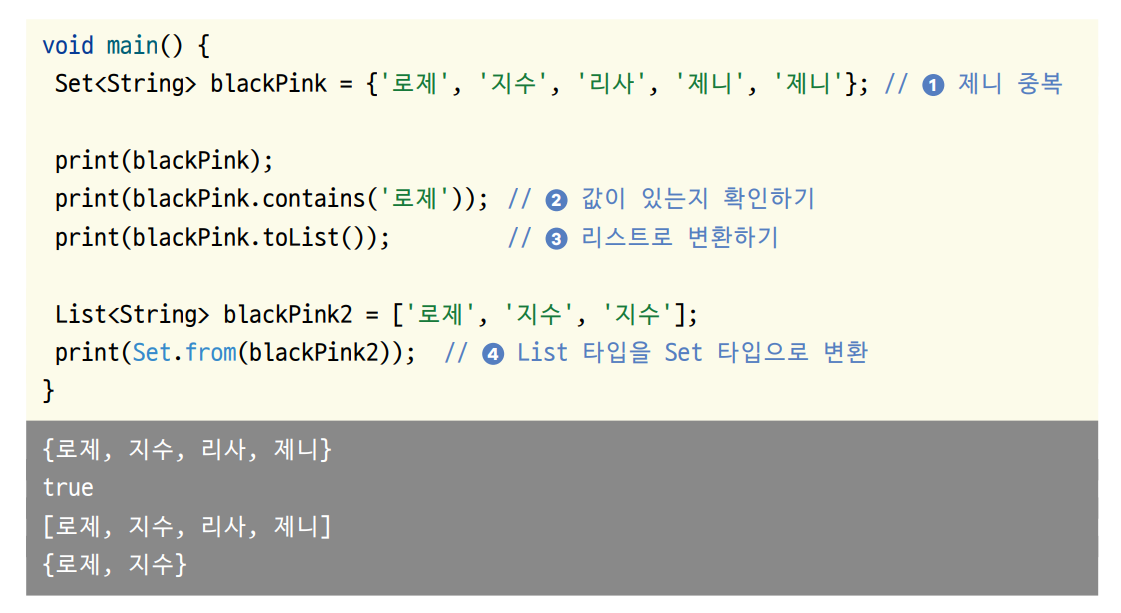 void main() {
Set<String> blackPink = {'로제', '지수', '리사', '제니', '제니'}; // ❶ 제니 중복
print(blackPink);
print(blackPink.contains('로제')); // ❷ 값이 있는지 확인하기
print(blackPink.toList()); // ❸ 리스트로 변환하기
List<String> blackPink2 = ['로제', '지수', '지수'];
print(Set.from(blackPink2)); // ❹ List 타입을 Set 타입으로 변환
}
{로제, 지수, 리사, 제니}
true
[로제, 지수, 리사, 제니]
{로제, 지수}